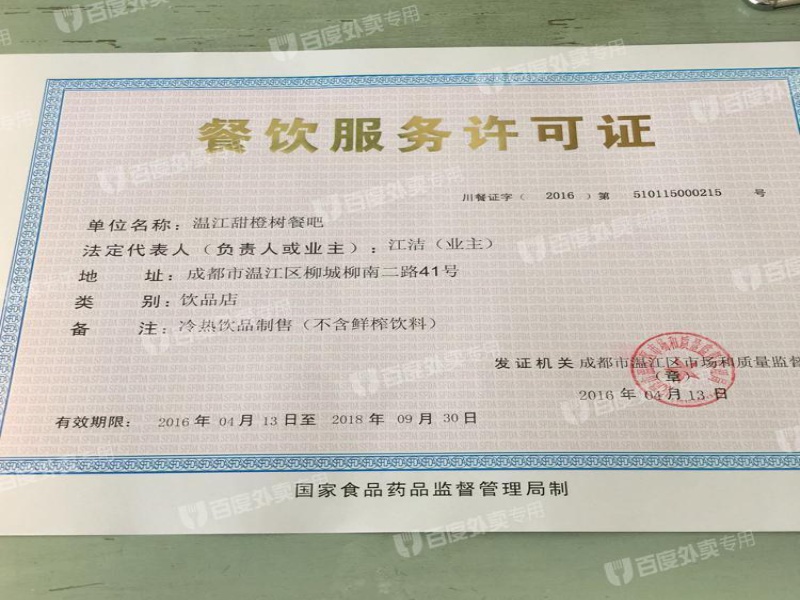 餐饮服务许可证
川餐证字( 2016 )第 510115000215 号
单位名称：温江甜橙树餐吧
法定代表人（负责人或业主）：江洁（业主）
地 址：成都市温江区柳城柳南二路41号
类 别：饮品店
备 注：冷热饮品制售（不含鲜榨饮料）
发证机关 成都市温江区市场和质量监督
（章）
2016 年 04 月 13 日
有效期限： 2016 年 04 月 13 日至 2018 年 09 月 30 日
国家食品药品监督管理局制
百度外卖专用